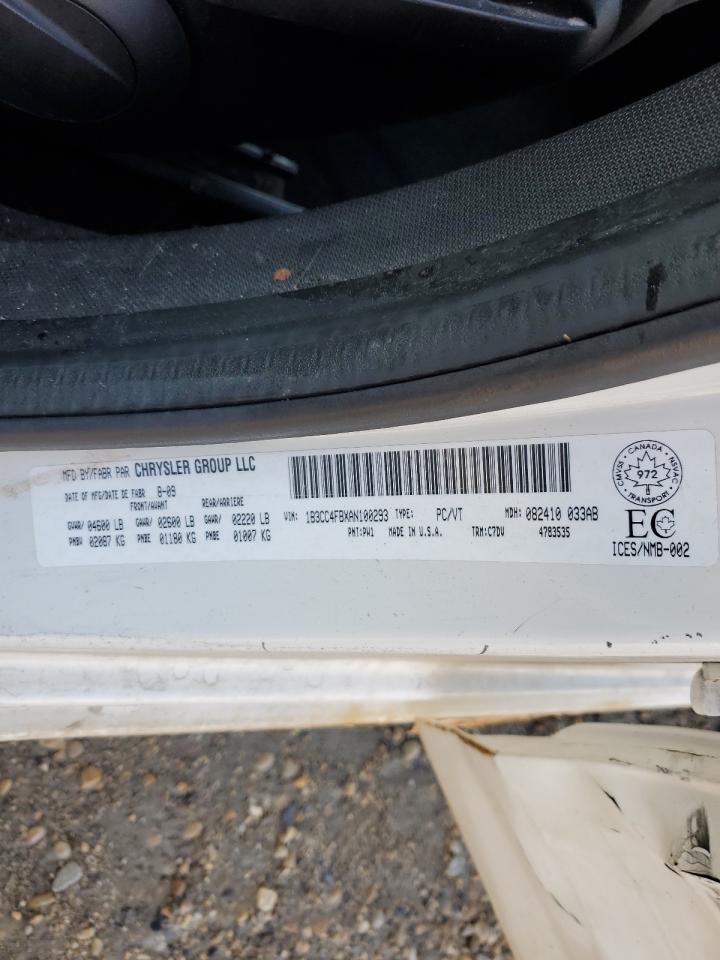 MFD BY/FABR PAR CHRYSLER GROUP LLC
DATE OF MFG/DATE DE FABR 8-09
FRONT/AVANT REAR/ARRIERE
GVWR/ 04600 LB GAWR/ 02600 LB GAWR/ 02220 LB
PNBV 02087 KG PNBE 01180 KG PNBE 01007 KG
VIN: 1B3CC4FBXAN100293 TYPE: PC/VT MDH: 082410 033AB
PNT:PW1 MADE IN U.S.A. TRM:C7DV 4783535
CANADA
CMVSS NSVAC
972
TRANSPORT
EC
ICES/NMB-002